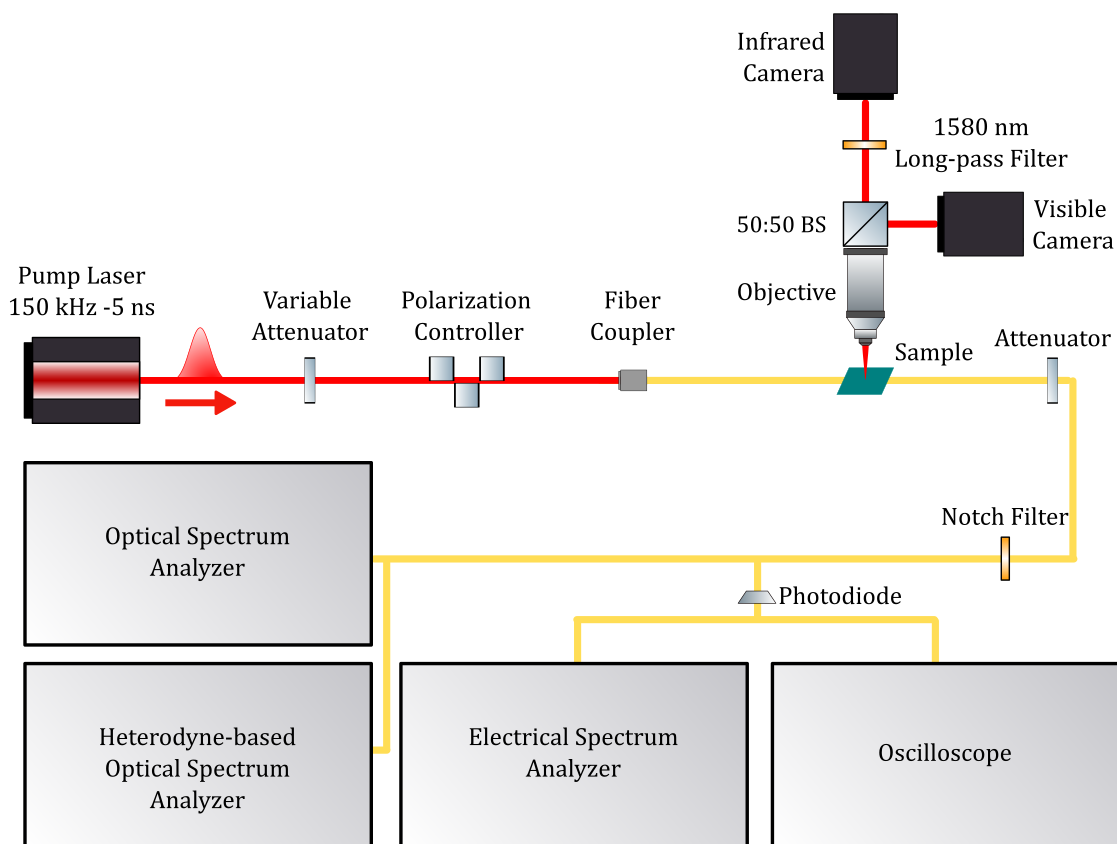 Infrared
Camera
1580 nm
Long-pass Filter
50:50 BS
Visible
Camera
Pump Laser
150 kHz -5 ns
Variable
Attenuator
Polarization
Controller
Fiber
Coupler
Objective
Sample
Attenuator
Notch Filter
Optical Spectrum
Analyzer
Photodiode
Heterodyne-based
Optical Spectrum
Analyzer
Electrical Spectrum
Analyzer
Oscilloscope